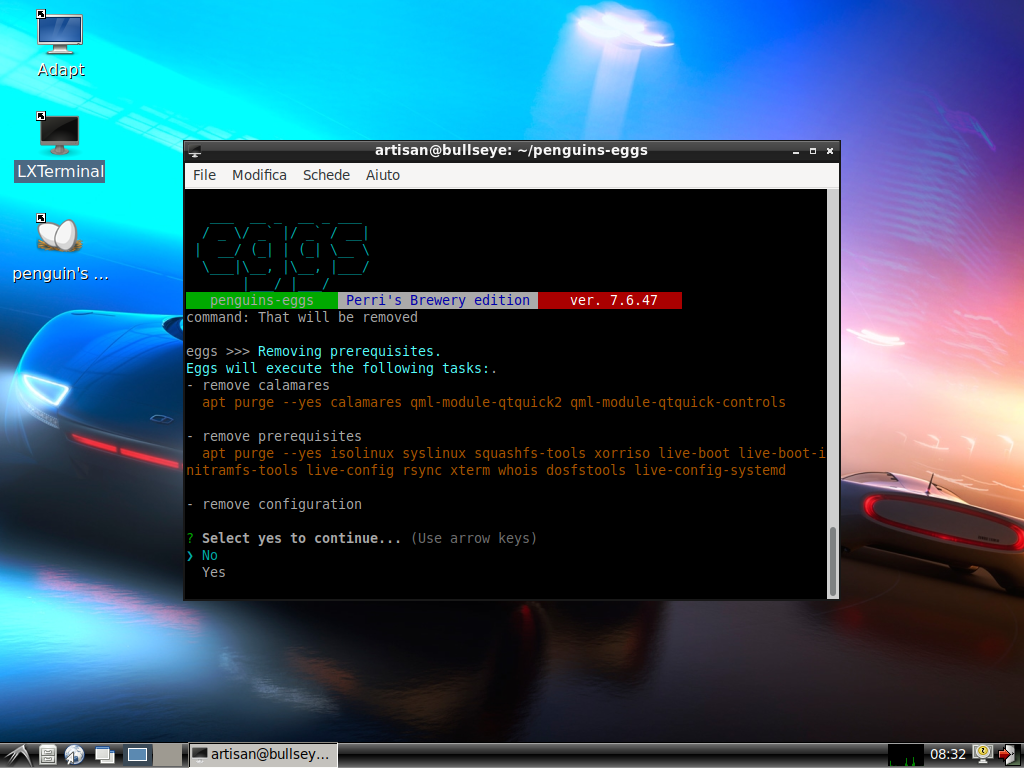 Adapt
LXTerminal
penguin's ...
artisan@bullseye: ~/penguins-eggs
File Modifica Schede Aiuto
eggs
penguins-eggs Perri's Brewery edition ver. 7.6.47
command: That will be removed
eggs >>> Removing prerequisites.
Eggs will execute the following tasks:.
- remove calamares
apt purge --yes calamares qml-module-qtquick2 qml-module-qtquick-controls
- remove prerequisites
apt purge --yes isolinux syslinux squashfs-tools xorriso live-boot live-boot-i
nitramfs-tools live-config rsync xterm whois dosfstools live-config-systemd
- remove configuration
? Select yes to continue... (Use arrow keys)
❯ No
Yes
artisan@bullsey...
08:32